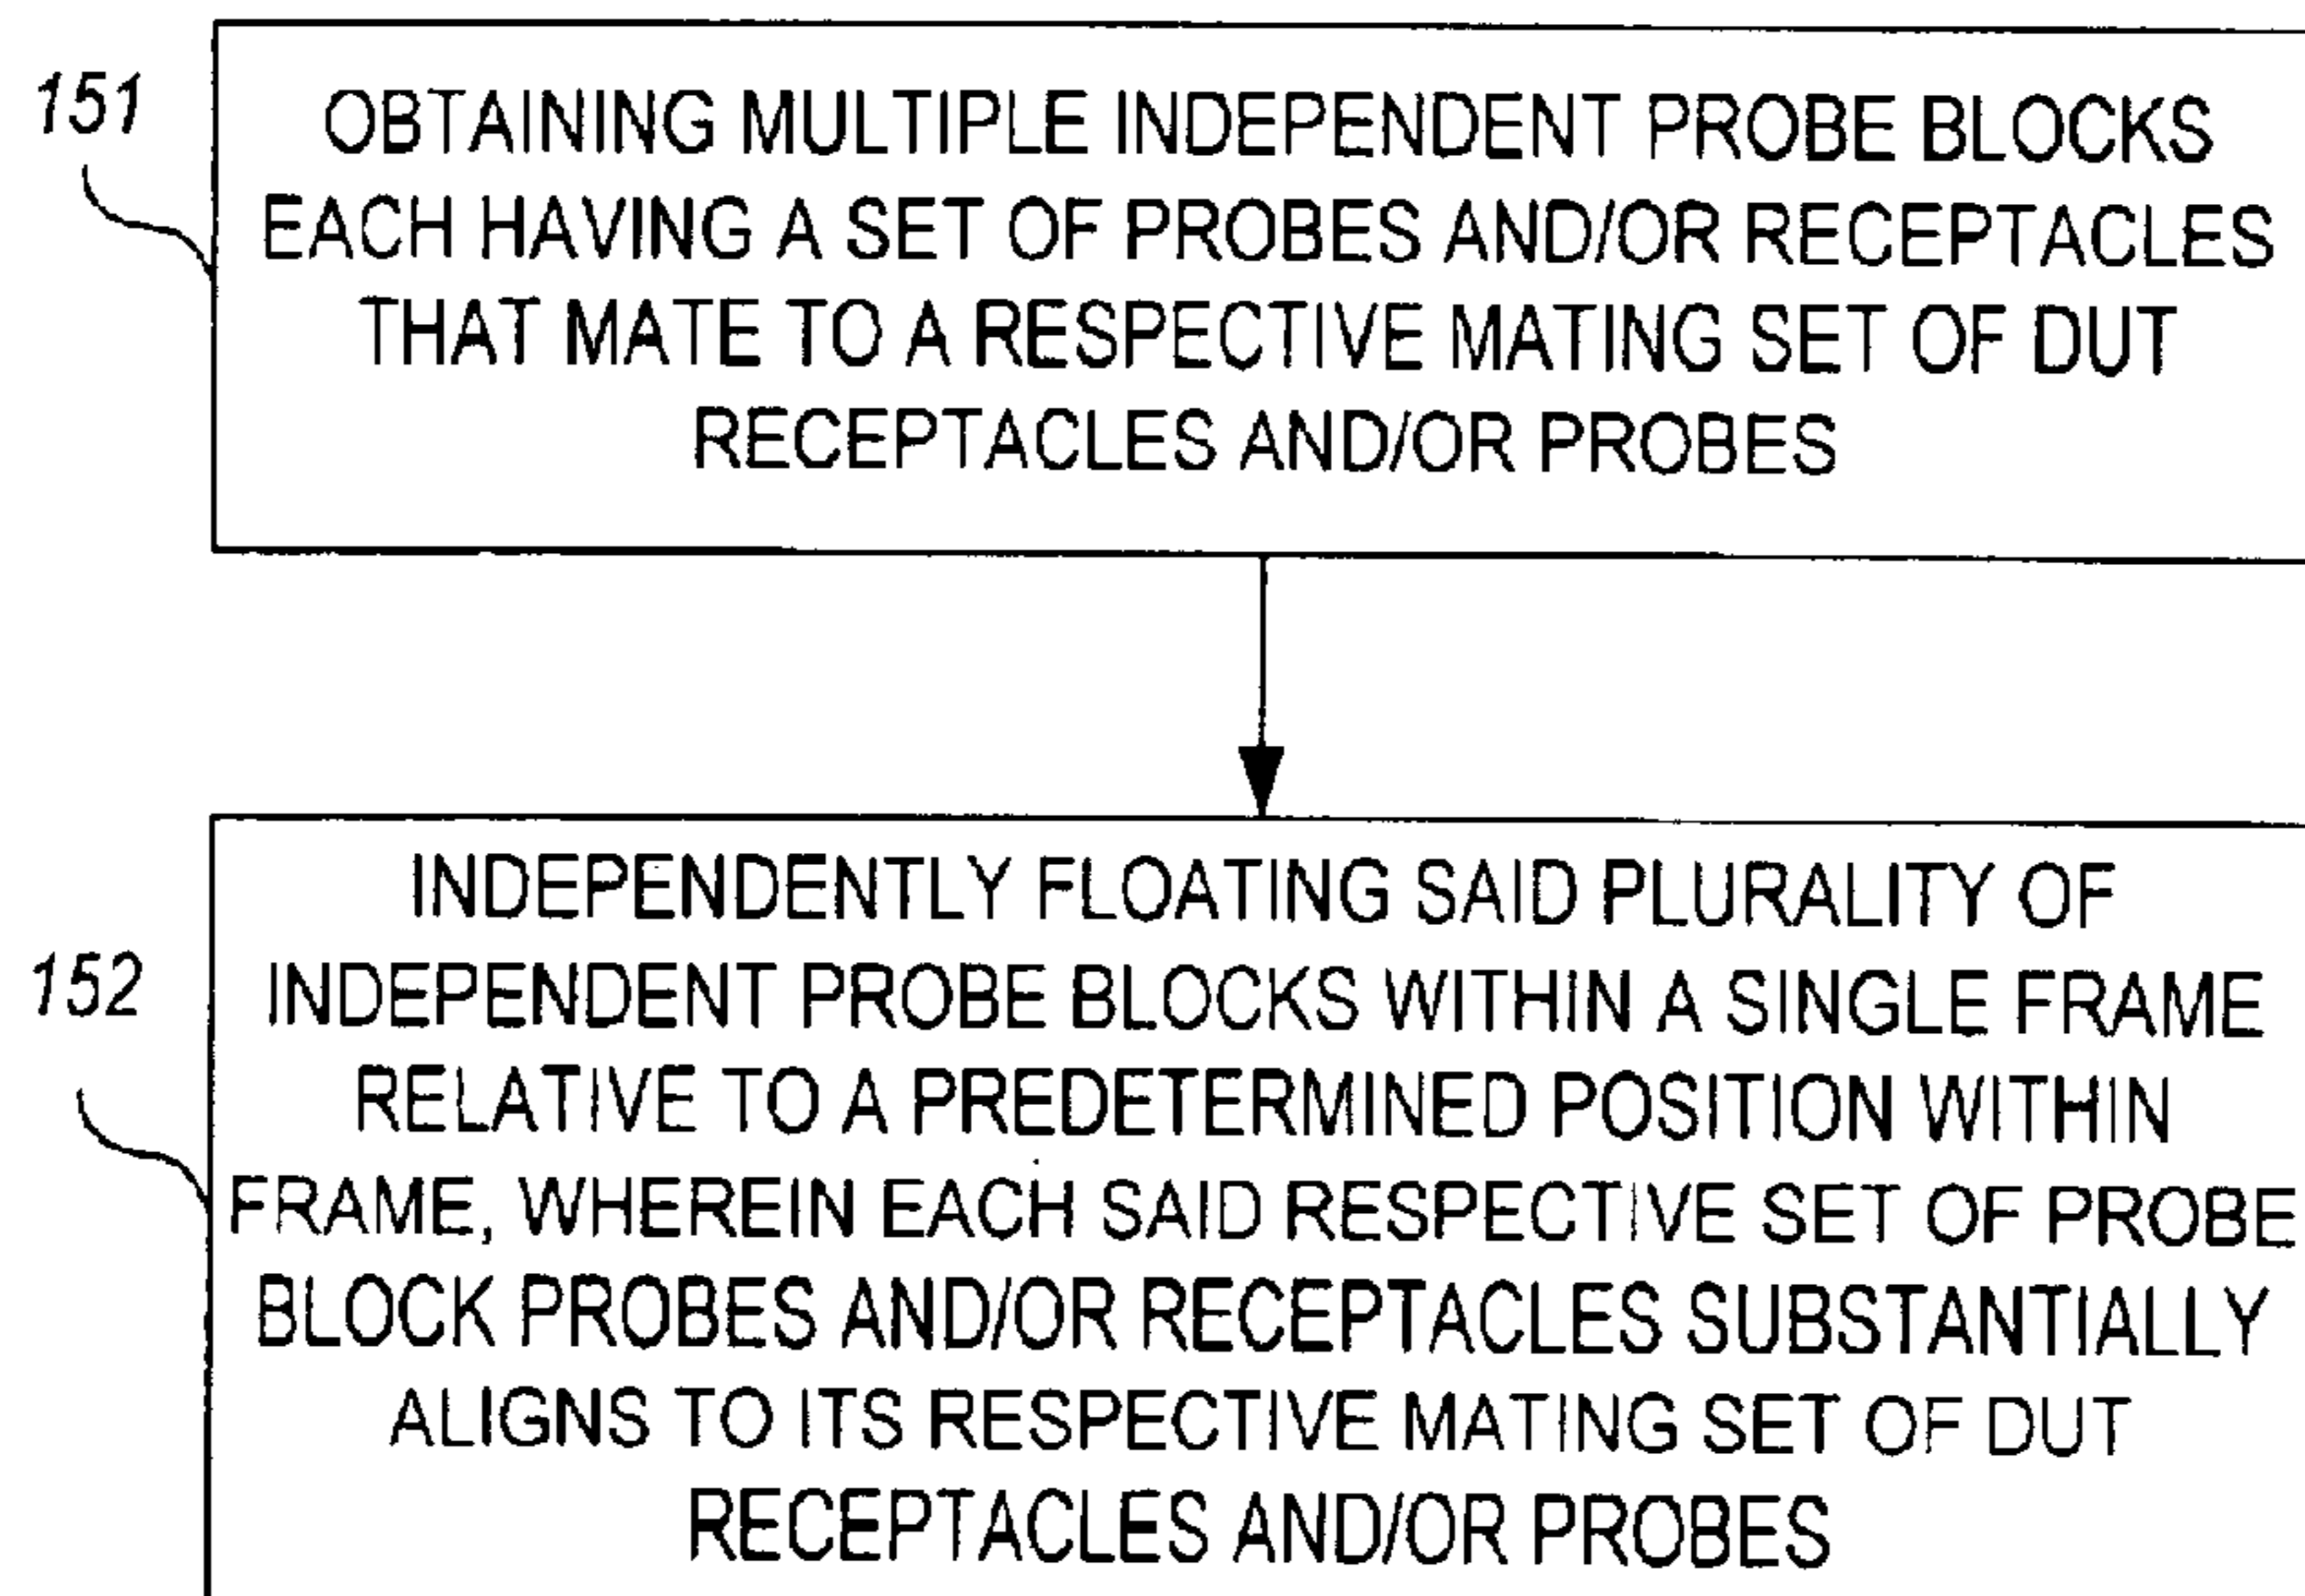 151
OBTAINING MULTIPLE INDEPENDENT PROBE BLOCKS
EACH HAVING A SET OF PROBES AND/OR RECEPTACLES
THAT MATE TO A RESPECTIVE MATING SET OF DUT
RECEPTACLES AND/OR PROBES
152
INDEPENDENTLY FLOATING SAID PLURALITY OF
INDEPENDENT PROBE BLOCKS WITHIN A SINGLE FRAME
RELATIVE TO A PREDETERMINED POSITION WITHIN
FRAME, WHEREIN EACH SAID RESPECTIVE SET OF PROBE
BLOCK PROBES AND/OR RECEPTACLES SUBSTANTIALLY
ALIGNS TO ITS RESPECTIVE MATING SET OF DUT
RECEPTACLES AND/OR PROBES